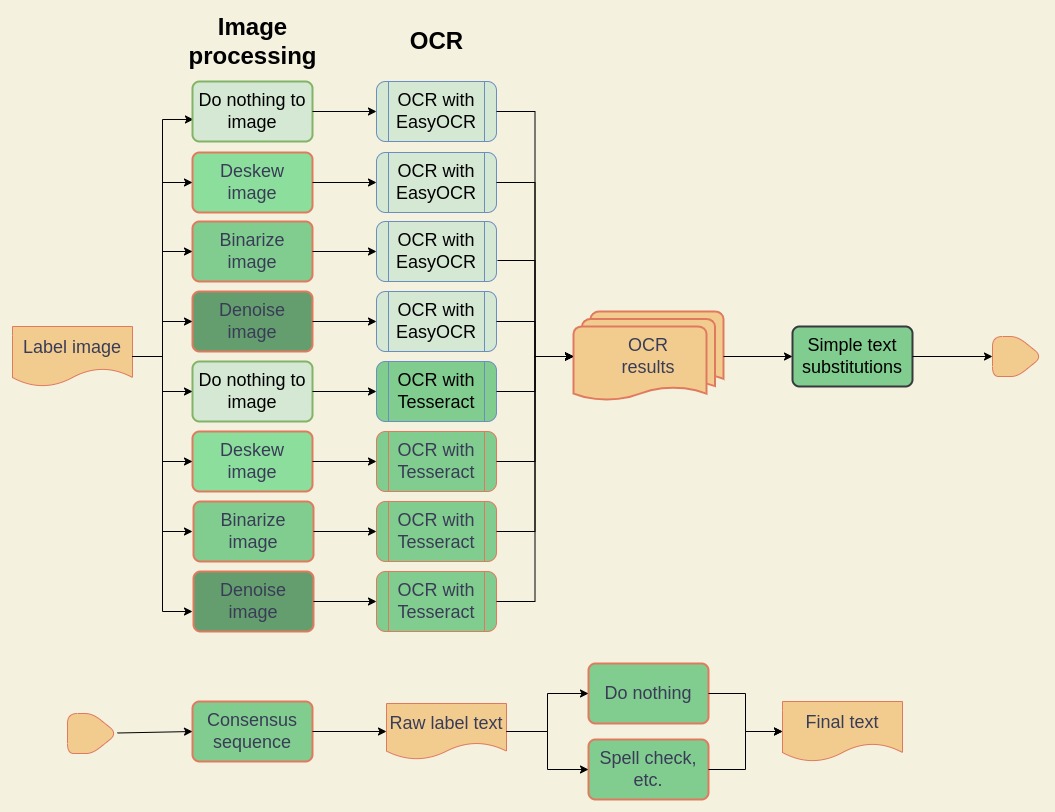 Image
processing
OCR
Do nothing to
image
OCR with
EasyOCR
Deskew
image
OCR with
EasyOCR
Binarize
image
OCR with
EasyOCR
Denoise
image
OCR with
EasyOCR
Label image
Do nothing to
image
OCR with
Tesseract
Deskew
image
OCR with
Tesseract
Binarize
image
OCR with
Tesseract
Denoise
image
OCR with
Tesseract
OCR
results
Simple text
substitutions
Consensus
sequence
Raw label text
Do nothing
Spell check,
etc.
Final text